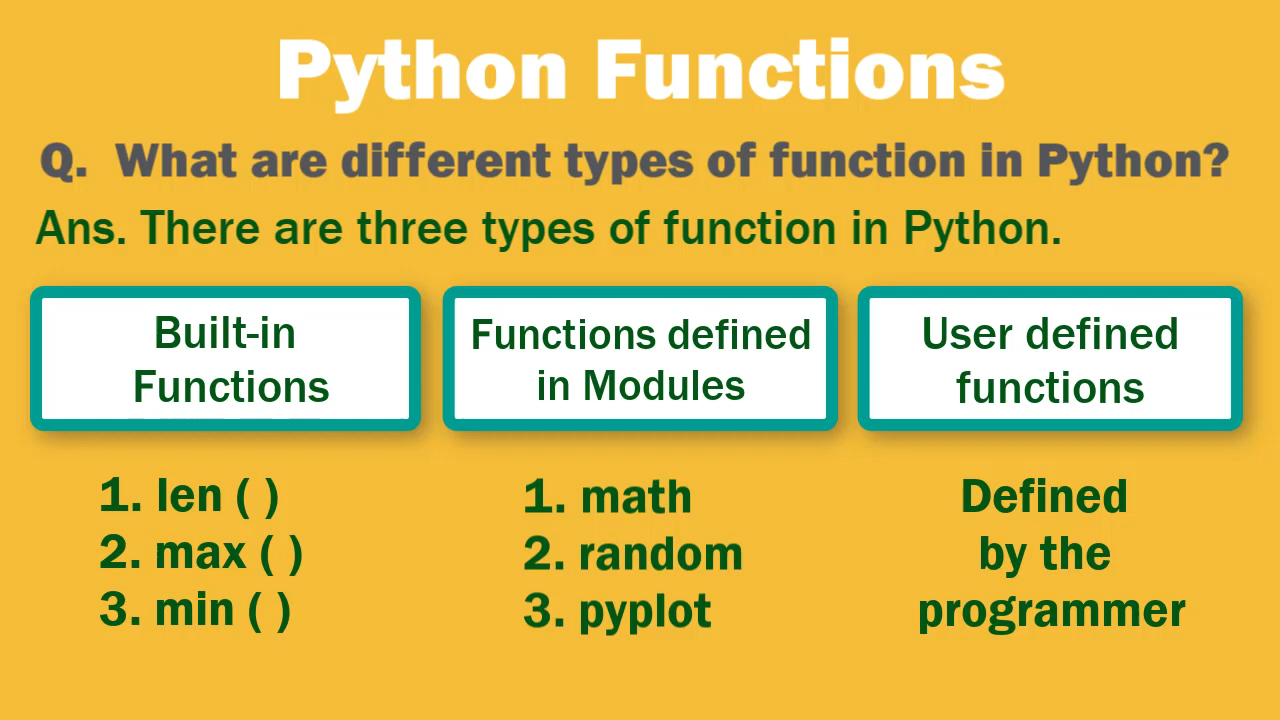 Python Functions
Q. What are different types of function in Python?
Ans. There are three types of function in Python.
Built-in
Functions
1. len ( )
2. max ( )
3. min ( )
Functions defined
in Modules
1. math
2. random
3. pyplot
User defined
functions
Defined
by the
programmer